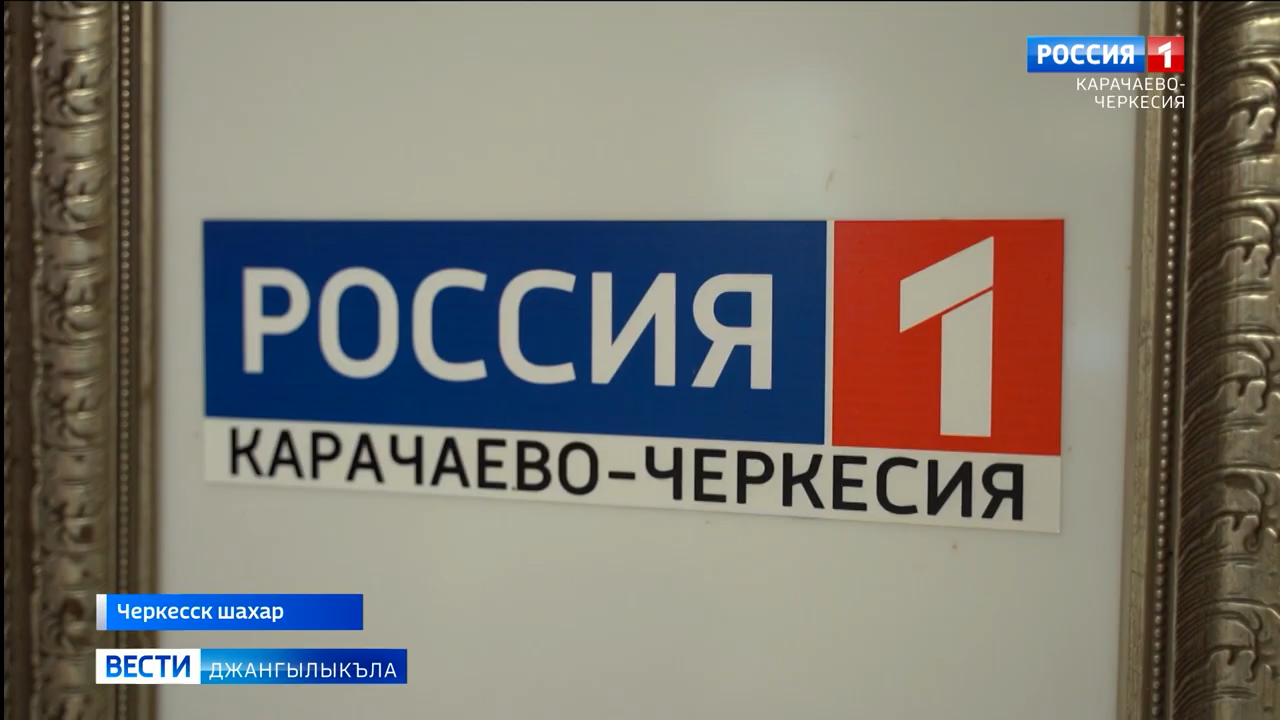 РОССИЯ 1
КАРАЧАЕВО-
ЧЕРКЕСИЯ
РОССИЯ 1
КАРАЧАЕВО-ЧЕРКЕСИЯ
Черкесск шахар
ВЕСТИ ДЖАНГЫЛЫКЪЛА